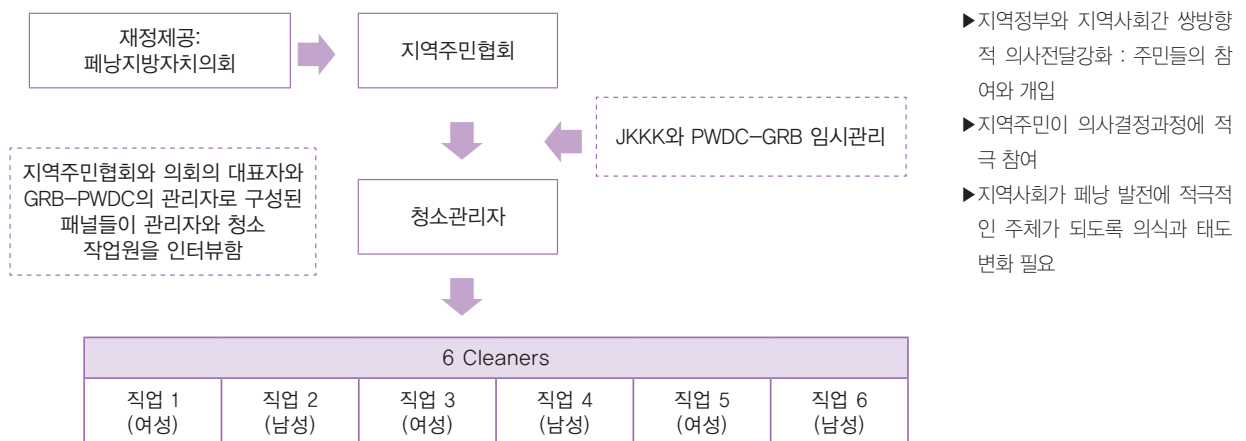 재정제공:
페낭지방자치의회
지역주민협회
JKKK와 PWDC-GRB 임시관리
지역주민협회와 의회의 대표자와
GRB-PWDC의 관리자로 구성된
패널들이 관리자와 청소
작업원을 인터뷰함
청소관리자
6 Cleaners
직업 1
(여성)
직업 2
(남성)
직업 3
(여성)
직업 4
(남성)
직업 5
(여성)
직업 6
(남성)
▶지역정부와 지역사회간 쌍방향
적 의사전달강화 : 주민들의 참
여와 개입
▶지역주민이 의사결정과정에 적
극 참여
▶지역사회가 페낭 발전에 적극적
인 주체가 되도록 의식과 태도
변화 필요